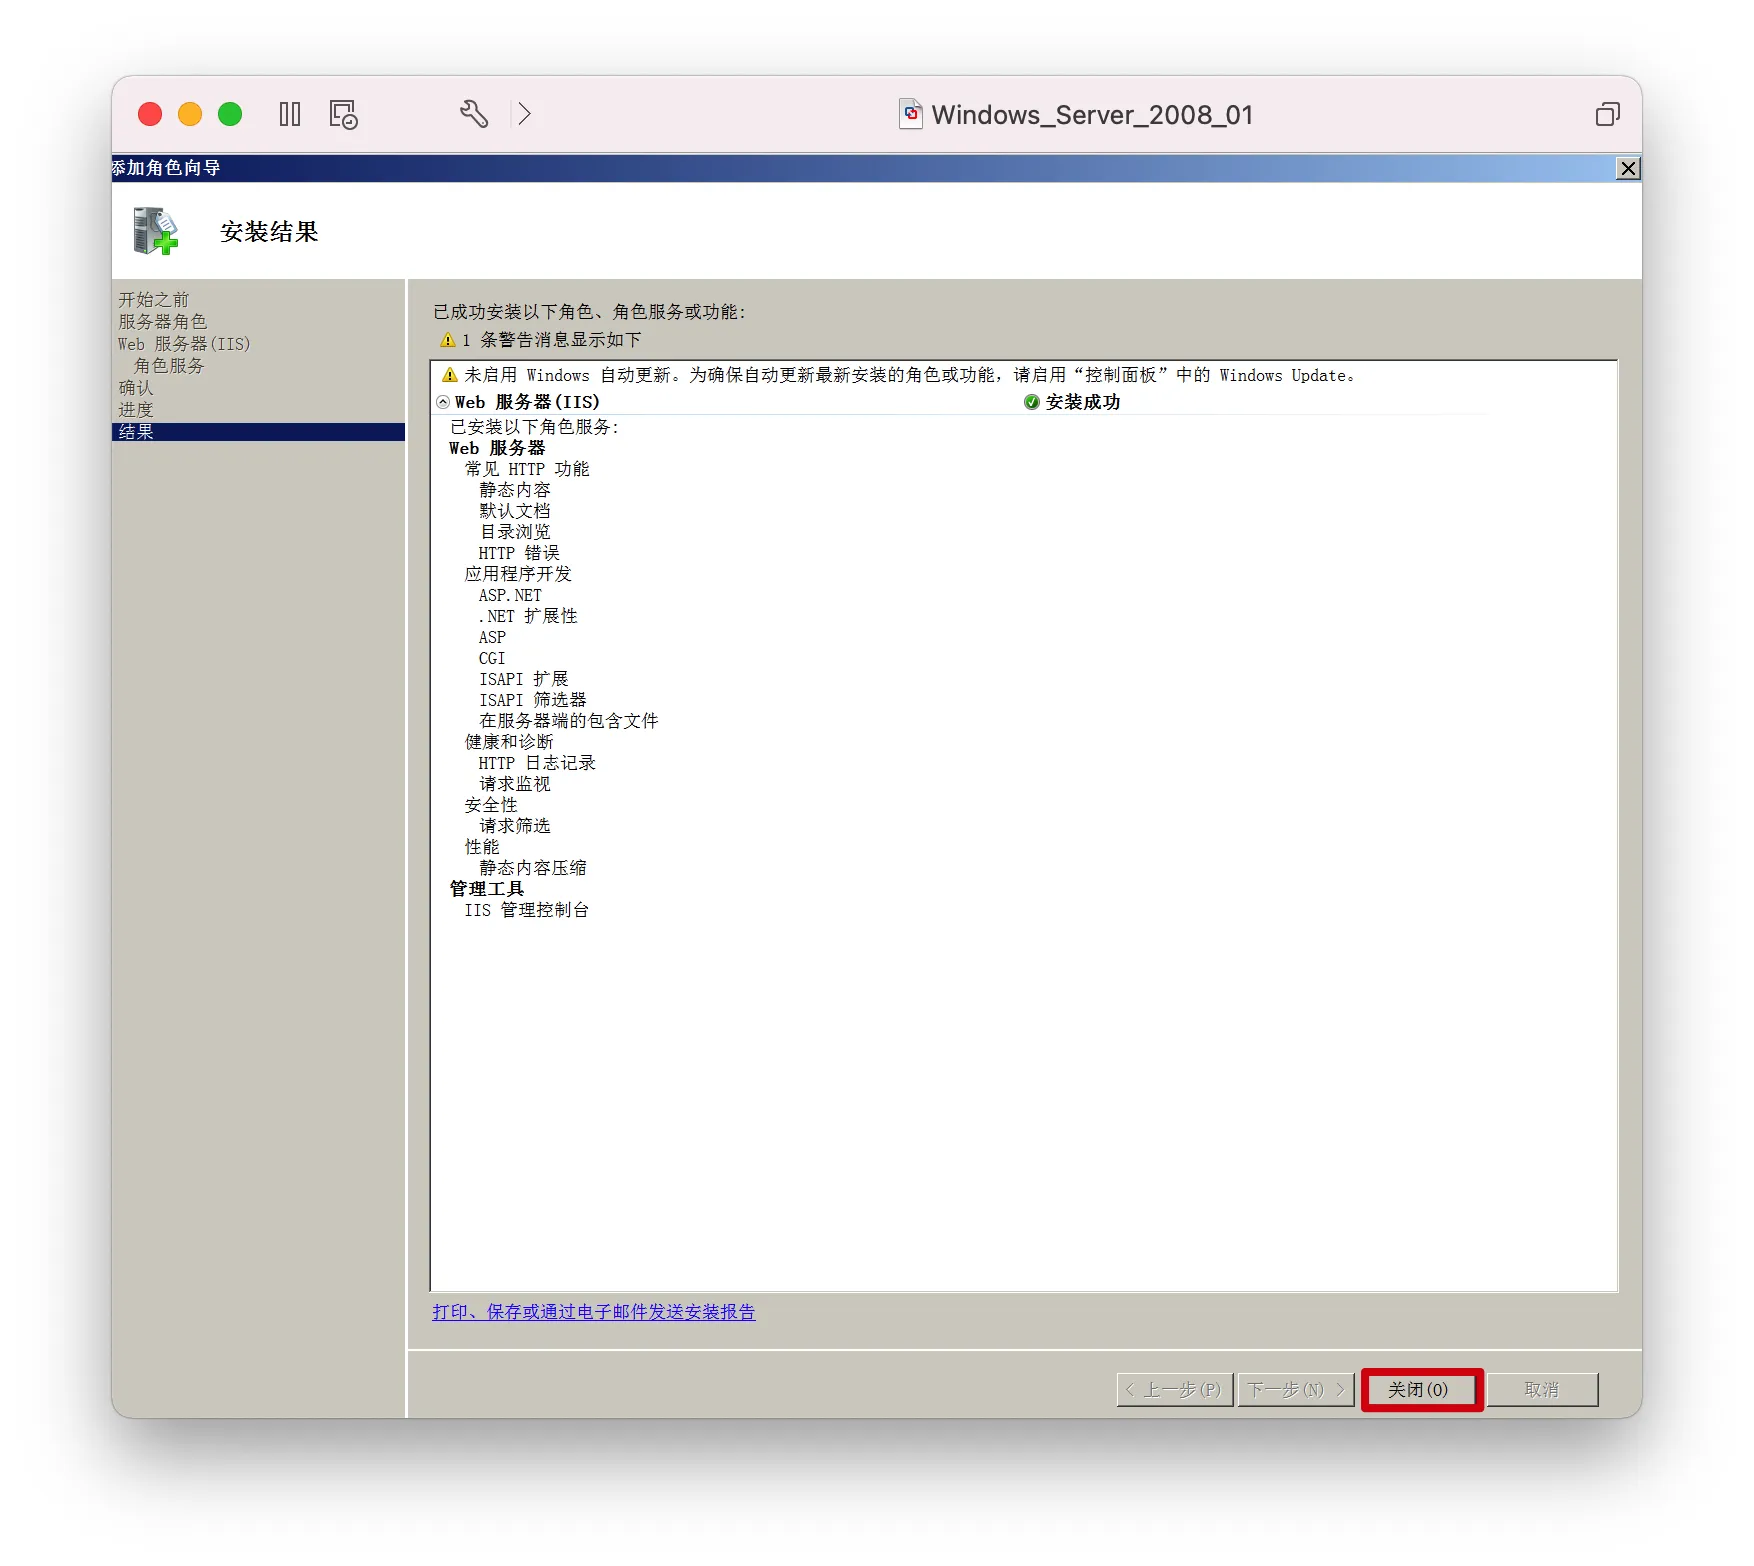 Windows_Server_2008_01
添加角色向导
安装结果
开始之前
服务器角色
Web 服务器(IIS)
角色服务
确认
进度
结果
已成功安装以下角色、角色服务或功能:
1 条警告消息显示如下
未启用 Windows 自动更新。为确保自动更新最新安装的角色或功能，请启用“控制面板”中的 Windows Update。
Web 服务器(IIS) 安装成功
已安装以下角色服务:
Web 服务器
常见 HTTP 功能
静态内容
默认文档
目录浏览
HTTP 错误
应用程序开发
ASP.NET
.NET 扩展性
ASP
CGI
ISAPI 扩展
ISAPI 筛选器
在服务器端的包含文件
健康和诊断
HTTP 日志记录
请求监视
安全性
请求筛选
性能
静态内容压缩
管理工具
IIS 管理控制台
打印、保存或通过电子邮件发送安装报告
< 上一步(P) 下一步(N) > 关闭(O) 取消